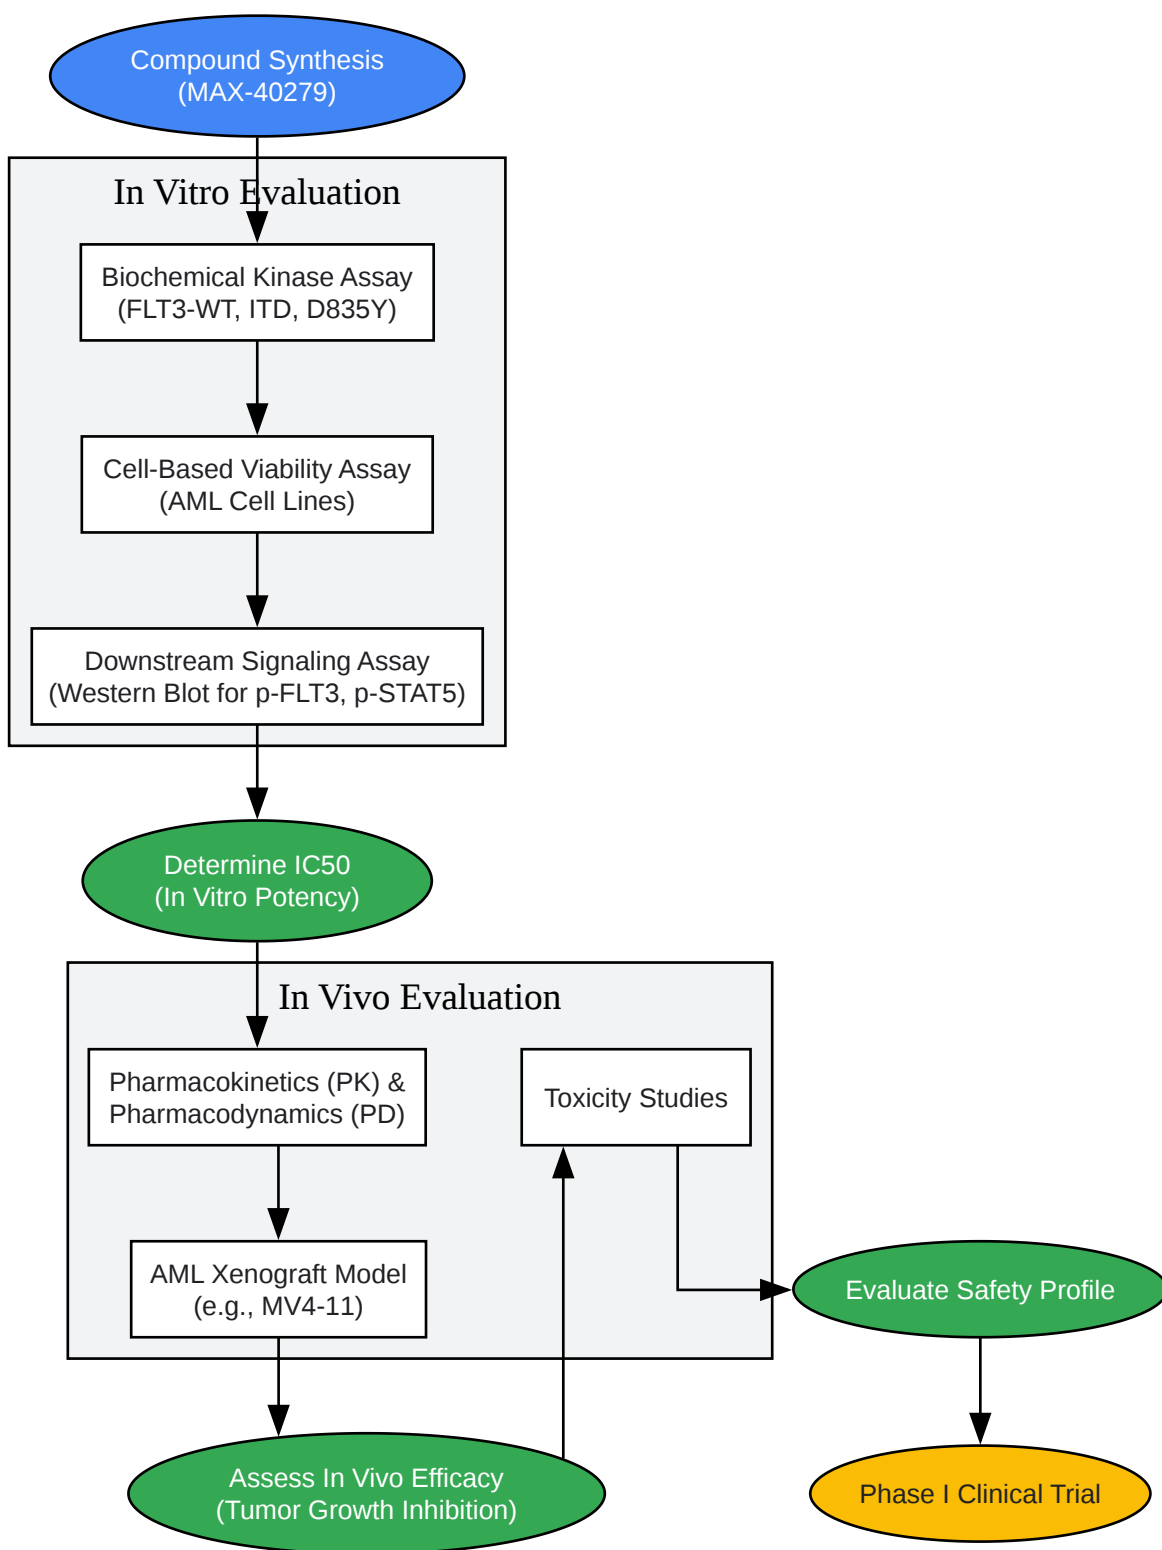 Compound Synthesis
(MAX-40279)
In Vitro Evaluation
Biochemical Kinase Assay
(FLT3-WT, ITD, D835Y)
Cell-Based Viability Assay
(AML Cell Lines)
Downstream Signaling Assay
(Western Blot for p-FLT3, p-STAT5)
Determine IC50
(In Vitro Potency)
In Vivo Evaluation
Pharmacokinetics (PK) &
Pharmacodynamics (PD)
Toxicity Studies
AML Xenograft Model
(e.g., MV4-11)
Evaluate Safety Profile
Assess In Vivo Efficacy
(Tumor Growth Inhibition)
Phase I Clinical Trial